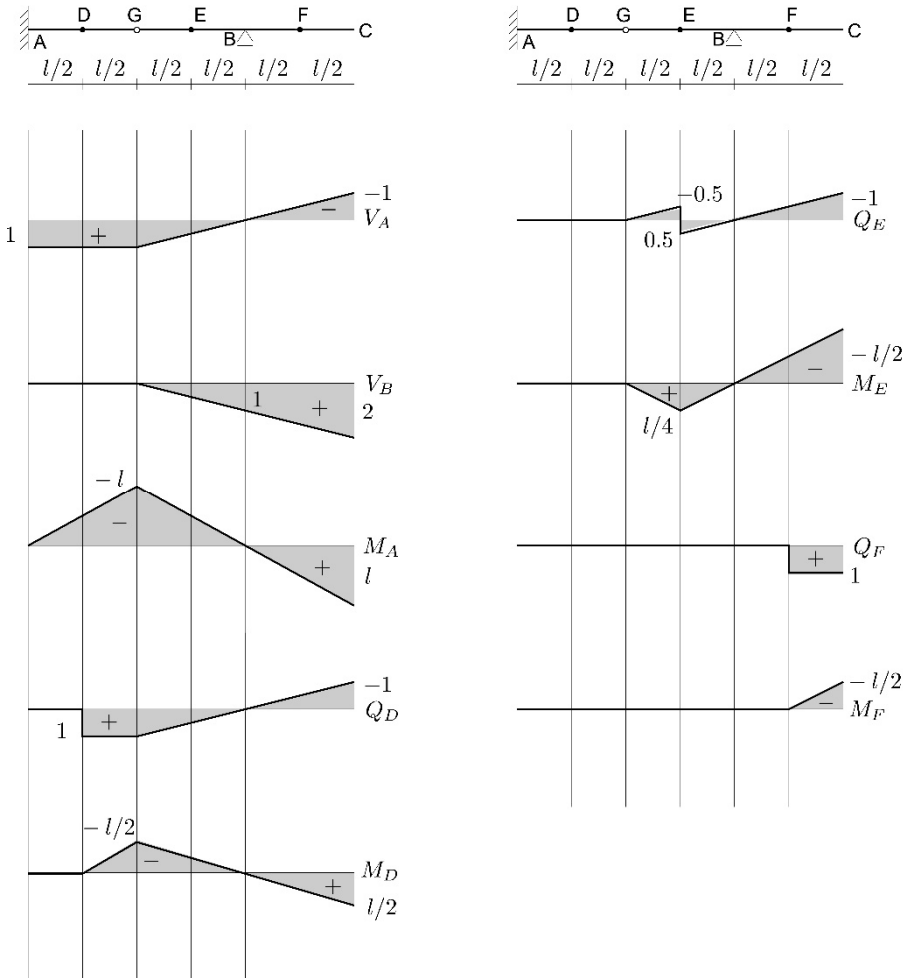 D G E F
A B C
l/2 l/2 l/2 l/2 l/2 l/2
−1
V_A
1 + −
V_B
1 + 2
−l
− M_A
+ l
−1
Q_D
1 +
−l/2
− M_D
+ l/2
D G E F
A B C
l/2 l/2 l/2 l/2 l/2 l/2
−0.5 −1
Q_E
0.5
−l/2
+ − M_E
l/4
Q_F
+ 1
−l/2
− M_F